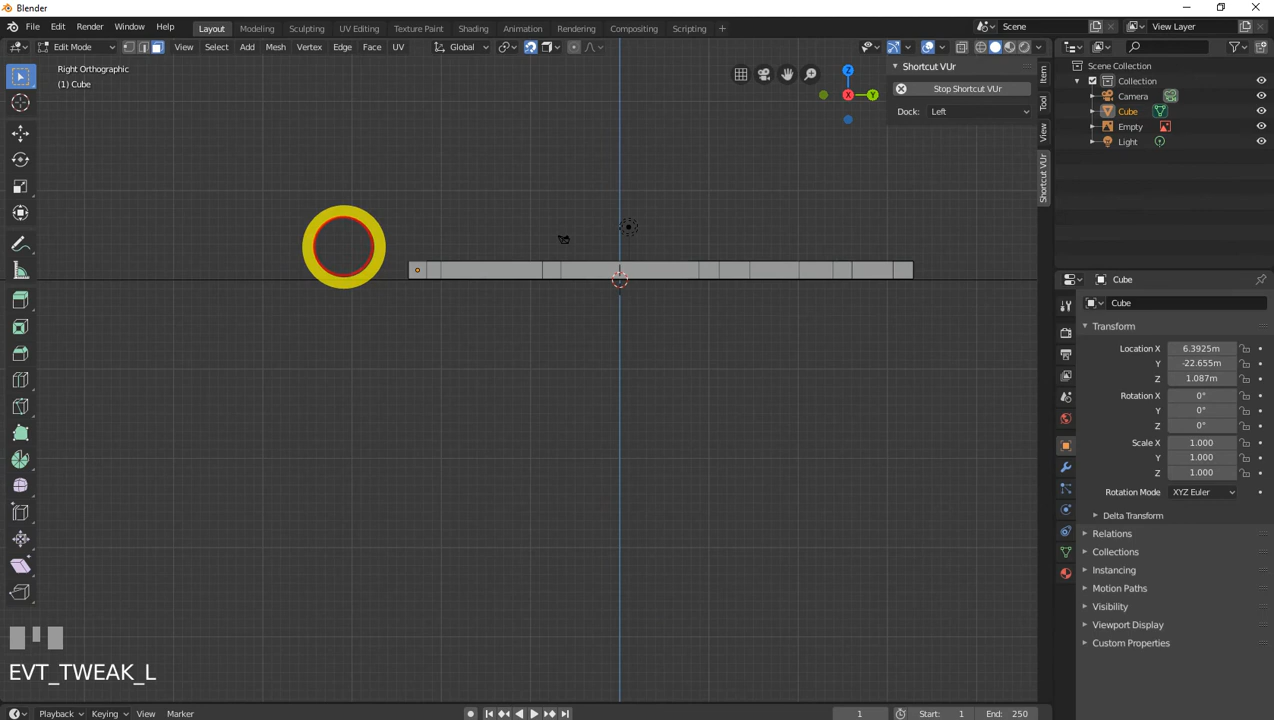 Blender
File Edit Render Window Help
Layout Modeling Sculpting UV Editing Texture Paint Shading Animation Rendering Compositing Scripting +
Scene View Layer
Edit Mode View Select Add Mesh Vertex Edge Face UV Global
Right Orthographic
(1) Cube
Z
X
Y
Shortcut VUr
Stop Shortcut VUr
Dock: Left
Item
Tool
View
Shortcut VUr
Scene Collection
Collection
Camera
Cube
Empty
Light
Cube
Cube
Transform
Location X 6.3925m
Y -22.655m
Z 1.087m
Rotation X 0°
Y 0°
Z 0°
Scale X 1.000
Y 1.000
Z 1.000
Rotation Mode XYZ Euler
Delta Transform
Relations
Collections
Instancing
Motion Paths
Visibility
Viewport Display
Custom Properties
EVT_TWEAK_L
Playback Keying View Marker 1 Start: 1 End: 250